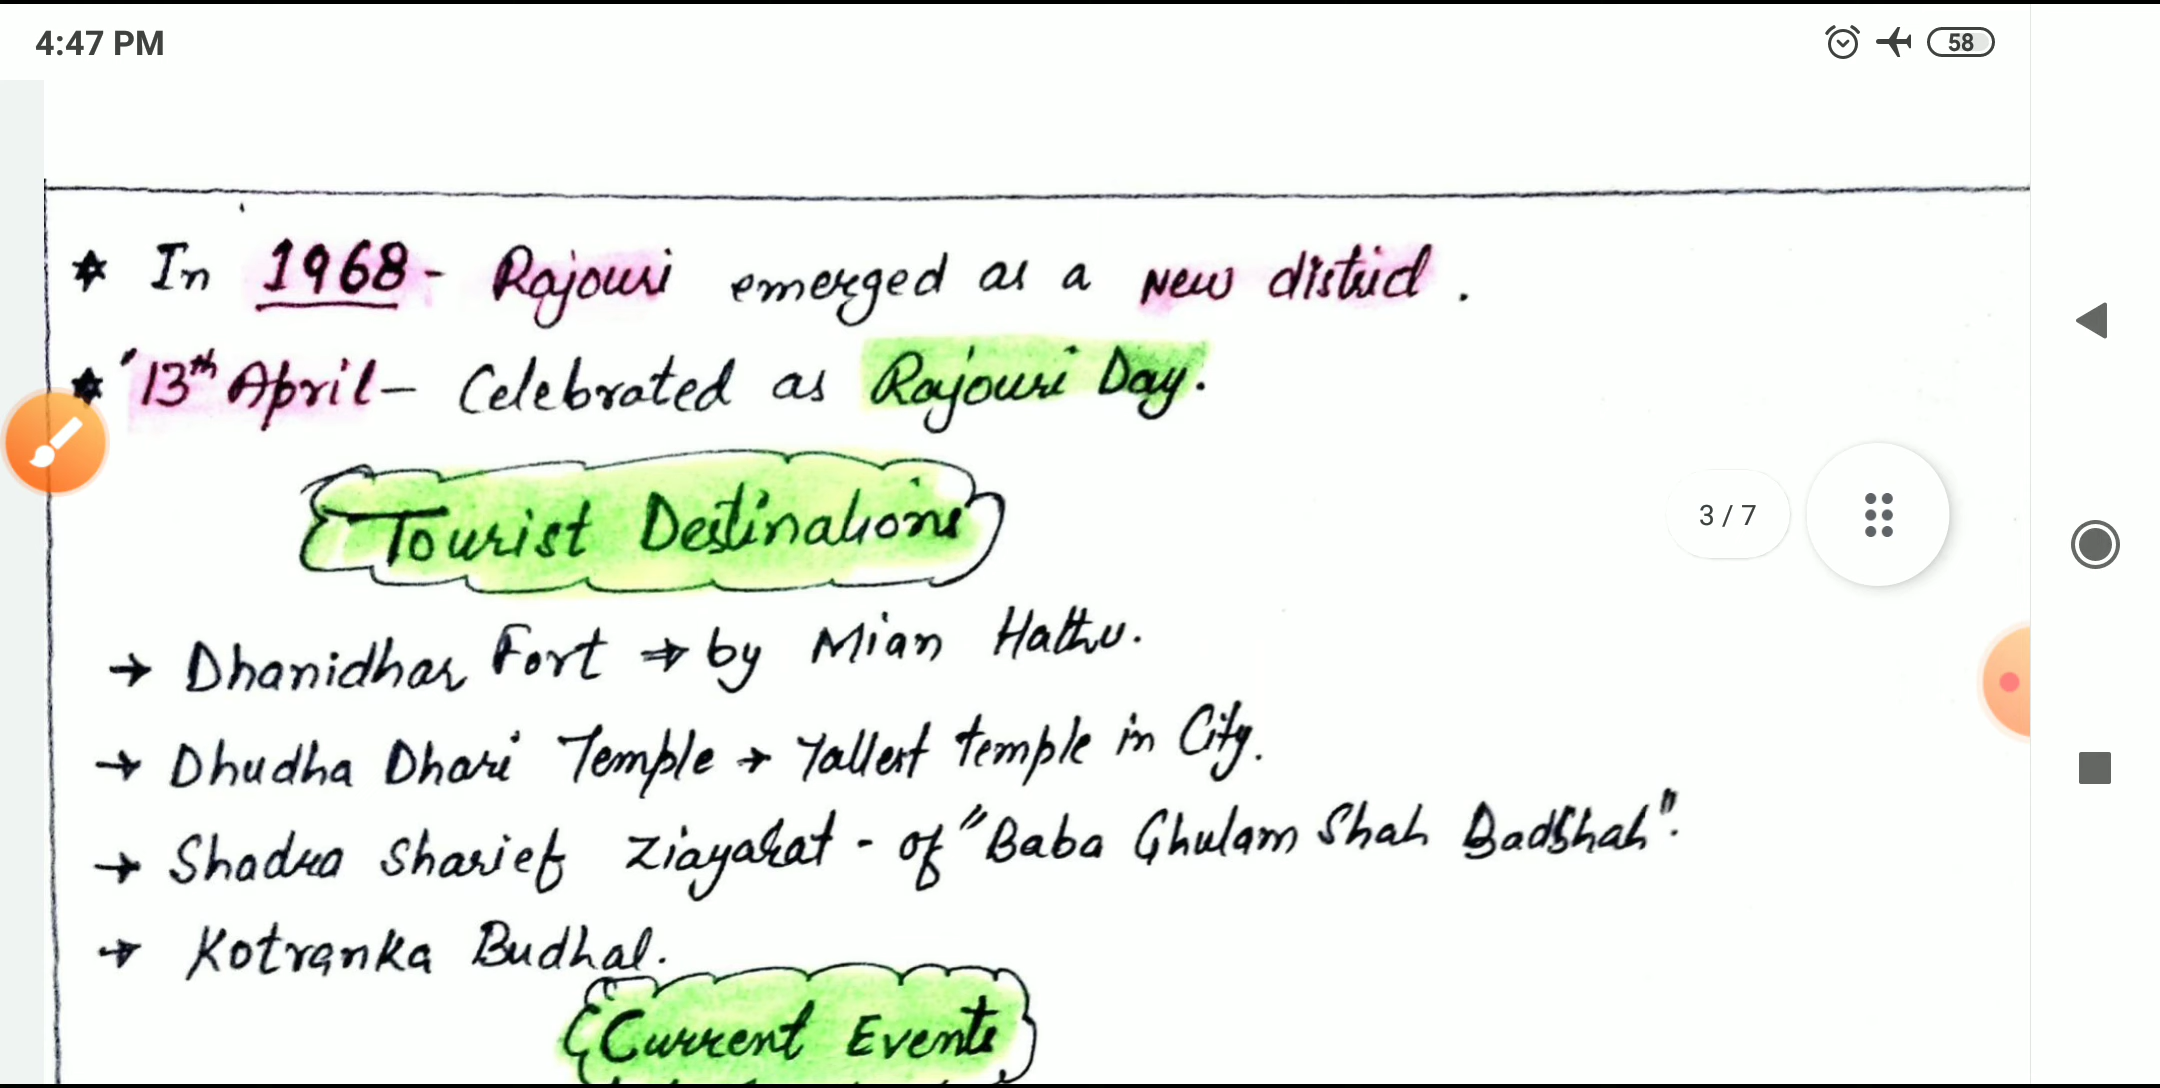 4:47 PM
58
★ In 1968 - Rajouri emerged as a New district.
★ "13th April - Celebrated as Rajouri Day.
Tourist Destinations
3 / 7
→ Dhanidhar Fort ⇒ by Mian Hathu.
→ Dhudha Dhari Temple → Tallest temple in City.
→ Shadra Sharief Ziayarat - of "Baba Ghulam Shah Badshah".
→ Kotranka Budhal.
Current Events